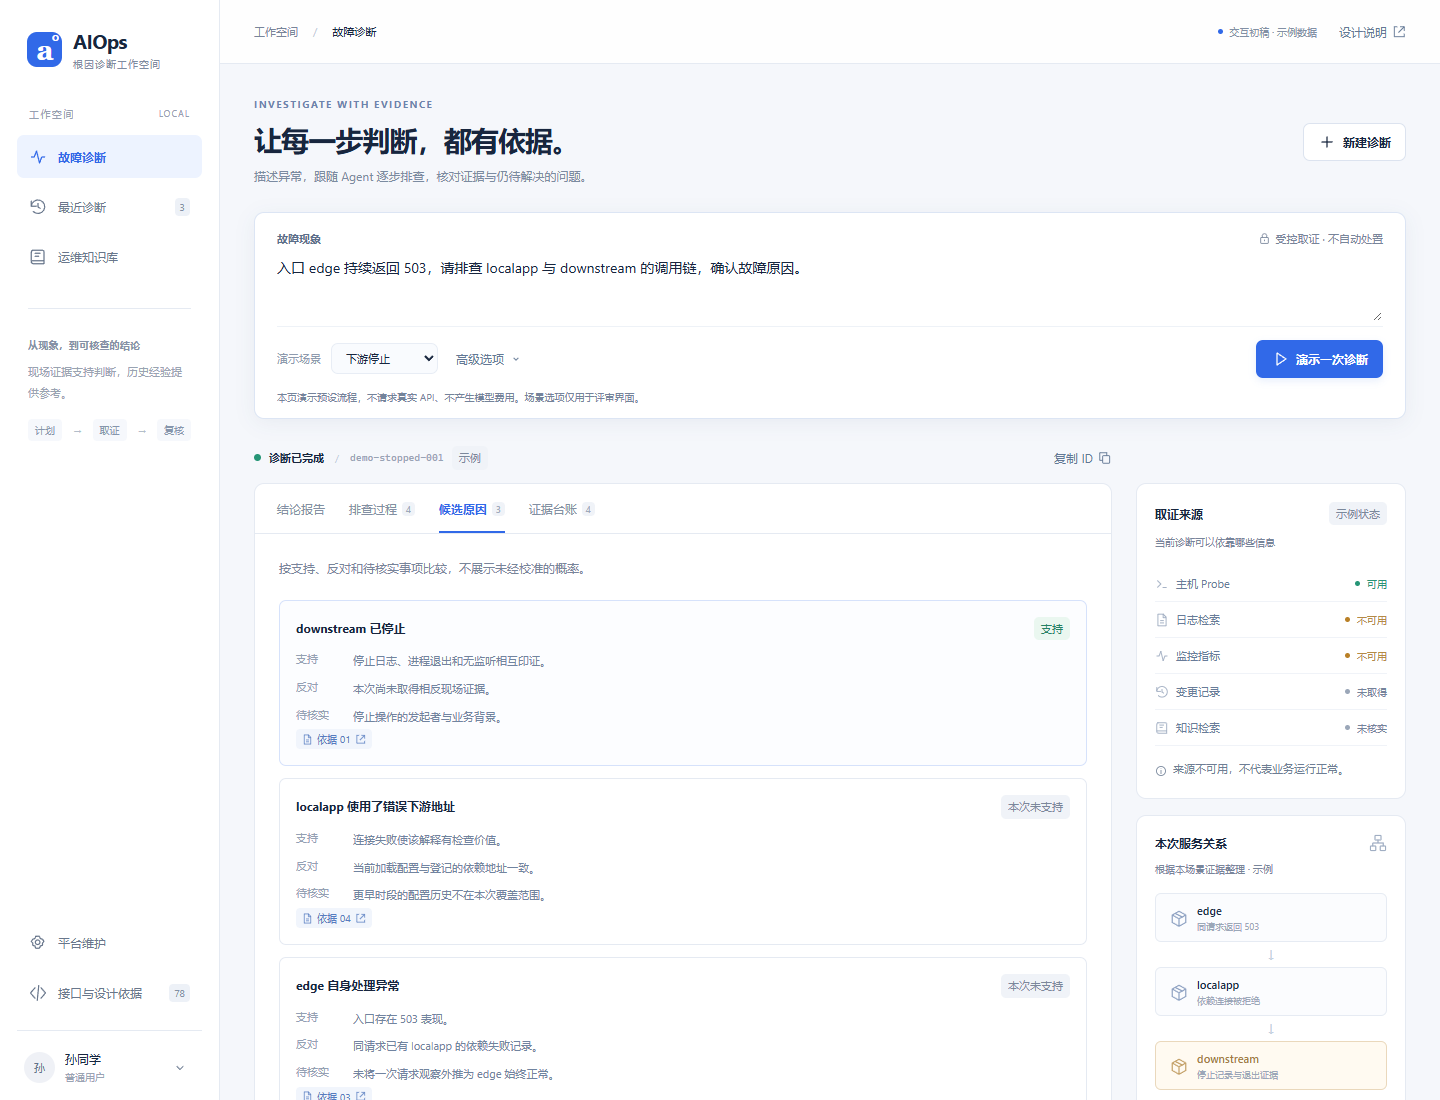 AIOps
根因诊断工作空间
工作空间 LOCAL
故障诊断
最近诊断 3
运维知识库
从现象，到可核查的结论
现场证据支持判断，历史经验提
供参考。
计划 → 取证 → 复核
平台维护
接口与设计依据 78
孙 孙同学
普通用户
工作空间 / 故障诊断
交互初稿 · 示例数据 设计说明
INVESTIGATE WITH EVIDENCE
让每一步判断，都有依据。
描述异常，跟随 Agent 逐步排查，核对证据与仍待解决的问题。
新建诊断
故障现象
受控取证 · 不自动处置
入口 edge 持续返回 503，请排查 localapp 与 downstream 的调用链，确认故障原因。
演示场景 下游停止 高级选项
演示一次诊断
本页演示预设流程，不请求真实 API、不产生模型费用。场景选项仅用于评审界面。
诊断已完成 / demo-stopped-001 示例
复制 ID
结论报告 排查过程 4 候选原因 3 证据台账 4
按支持、反对和待核实事项比较，不展示未经校准的概率。
downstream 已停止 支持
支持 停止日志、进程退出和无监听相互印证。
反对 本次尚未取得相反现场证据。
待核实 停止操作的发起者与业务背景。
依据 01
localapp 使用了错误下游地址 本次未支持
支持 连接失败使该解释有检查价值。
反对 当前加载配置与登记的依赖地址一致。
待核实 更早时段的配置历史不在本次覆盖范围。
依据 04
edge 自身处理异常 本次未支持
支持 入口存在 503 表现。
反对 同请求已有 localapp 的依赖失败记录。
待核实 未将一次请求观察外推为 edge 始终正常。
依据 03
取证来源 示例状态
当前诊断可以依靠哪些信息
主机 Probe 可用
日志检索 不可用
监控指标 不可用
变更记录 未取得
知识检索 未核实
来源不可用，不代表业务运行正常。
本次服务关系
根据本场景证据整理 · 示例
edge
同请求返回 503
↓
localapp
依赖连接被拒绝
↓
downstream
停止记录与退出证据